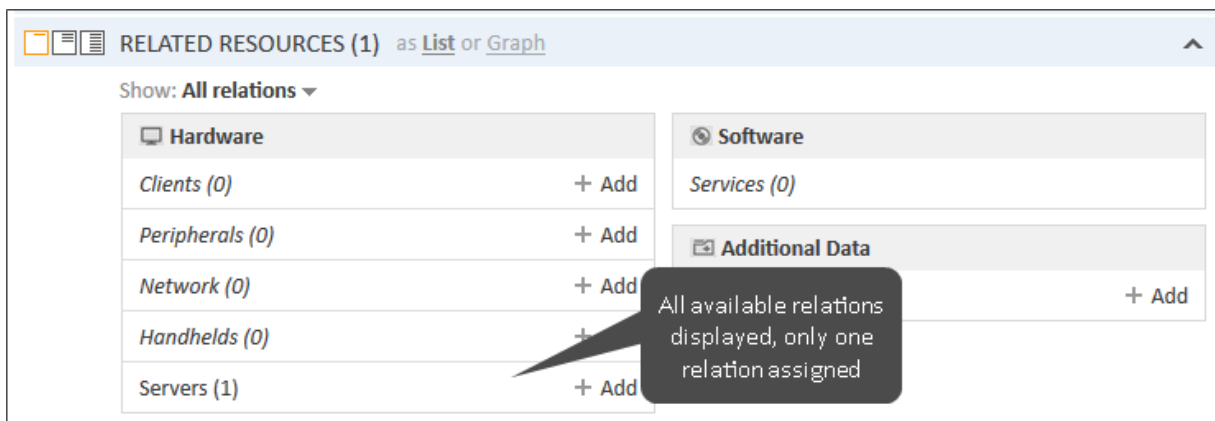 RELATED RESOURCES (1) as List or Graph
Show: All relations
Hardware
Clients (0) + Add
Peripherals (0) + Add
Network (0) + Add
Handhelds (0) +
Servers (1) + Add
Software
Services (0)
Additional Data
+ Add
All available relations
displayed, only one
relation assigned